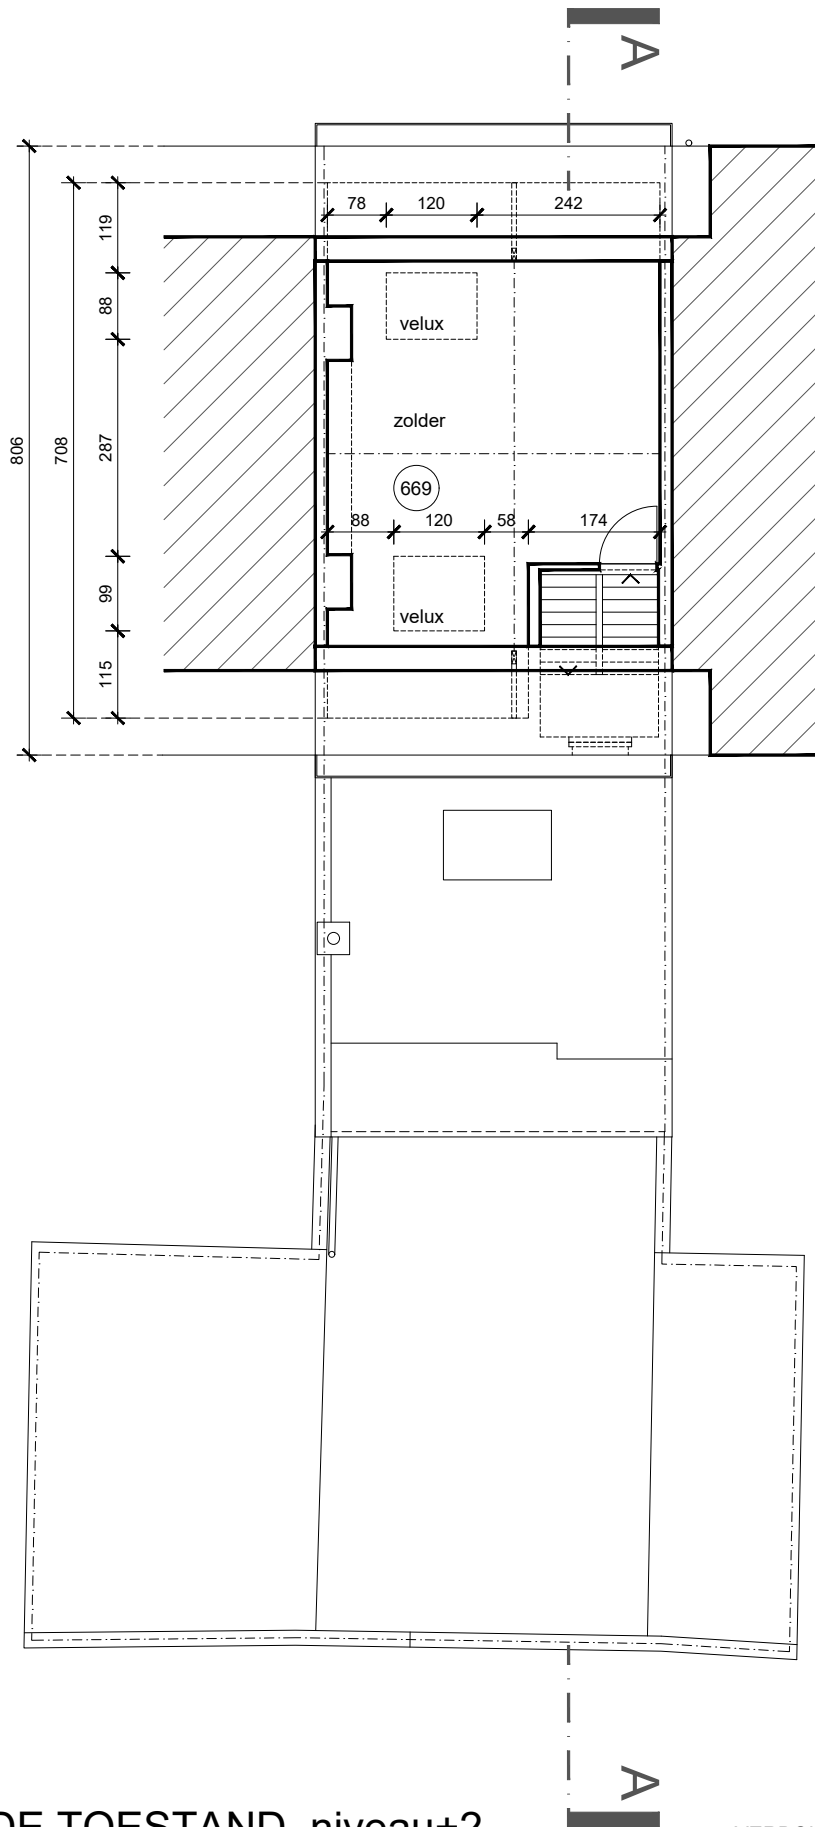 A
78 120 242
119
88
velux
zolder
806
708
287
669
88 120 58 174
99
velux
115
A
DE TOESTAND niveau+2